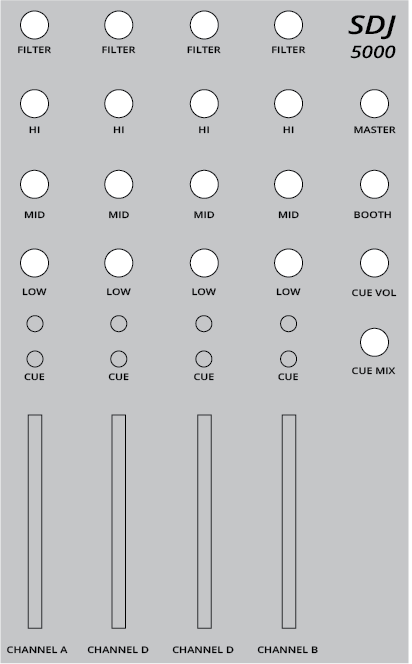 SDJ
5000
FILTER FILTER FILTER FILTER
HI HI HI HI MASTER
MID MID MID MID BOOTH
LOW LOW LOW LOW CUE VOL
CUE MIX
CUE CUE CUE CUE
CHANNEL A CHANNEL D CHANNEL D CHANNEL B